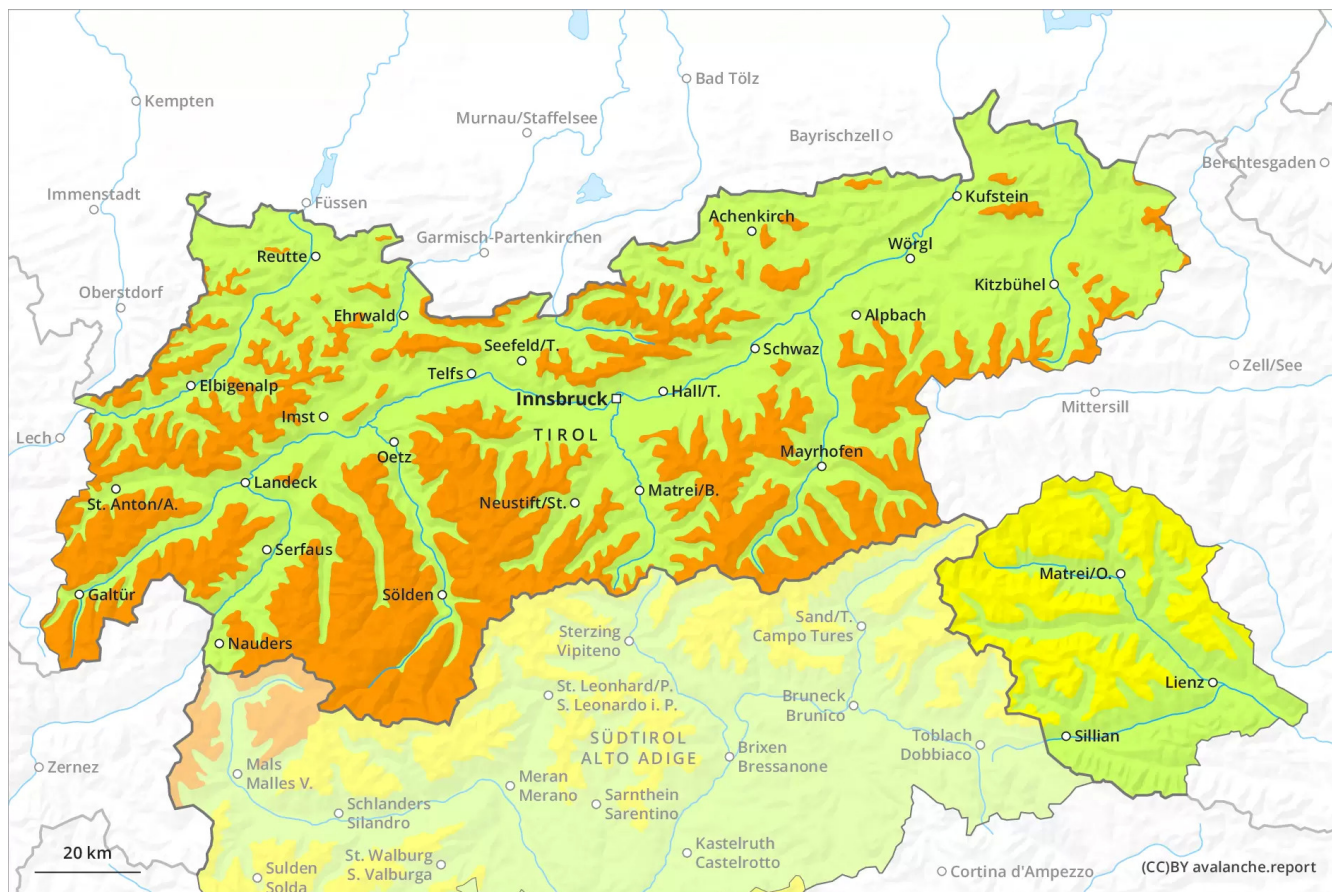 Bad Tölz
Kempten
Murnau/Staffelsee
Bayrischzell
Berchtesgaden
Immenstadt
Füssen
Kufstein
Achenkirch
Garmisch-Partenkirchen
Reutte
Wörgl
Oberstdorf
Kitzbühel
Ehrwald
Alpbach
Seefeld/T.
Schwaz
Zell/See
Telfs
Elbigenalp
Hall/T.
Innsbruck
Mittersill
Imst
Lech
TIROL
Oetz
Mayrhofen
Landeck
Matrei/B.
St. Anton/A.
Neustift/St.
Serfaus
Matrei/O.
Galtür
Sölden
Sand/T.
Campo Tures
Sterzing
Vipiteno
Nauders
Lienz
St. Leonhard/P.
S. Leonardo i. P.
Bruneck
Brunico
SÜDTIROL
ALTO ADIGE
Sillian
Toblach
Dobbiaco
Brixen
Bressanone
Zernez
Mals
Malles V.
Meran
Merano
Sarnthein
Sarentino
Schlanders
Silandro
Kastelruth
Castelrotto
20 km
St. Walburg
S. Valburga
Sulden
Solda
Cortina d'Ampezzo
(CC)BY avalanche.report